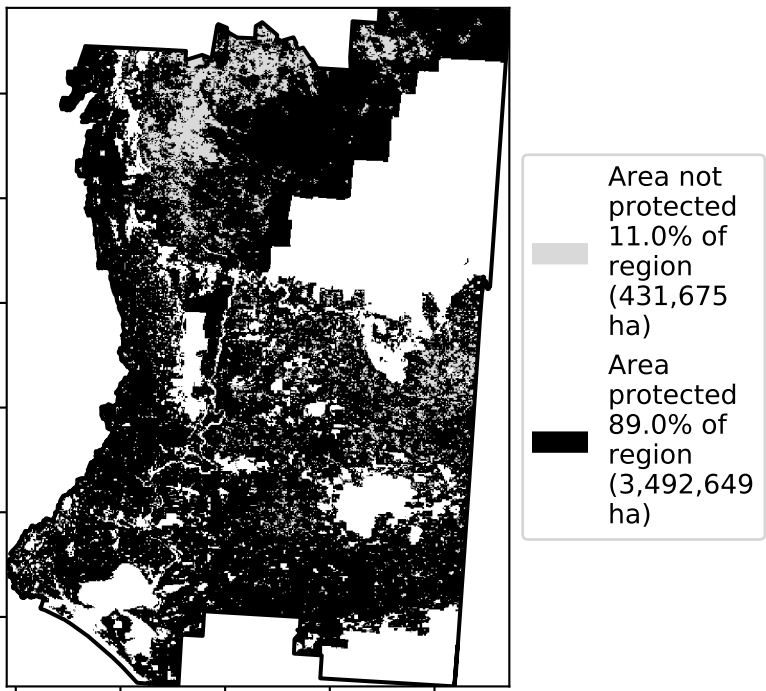 Area not
protected
11.0% of
region
(431,675
ha)
Area
protected
89.0% of
region
(3,492,649
ha)